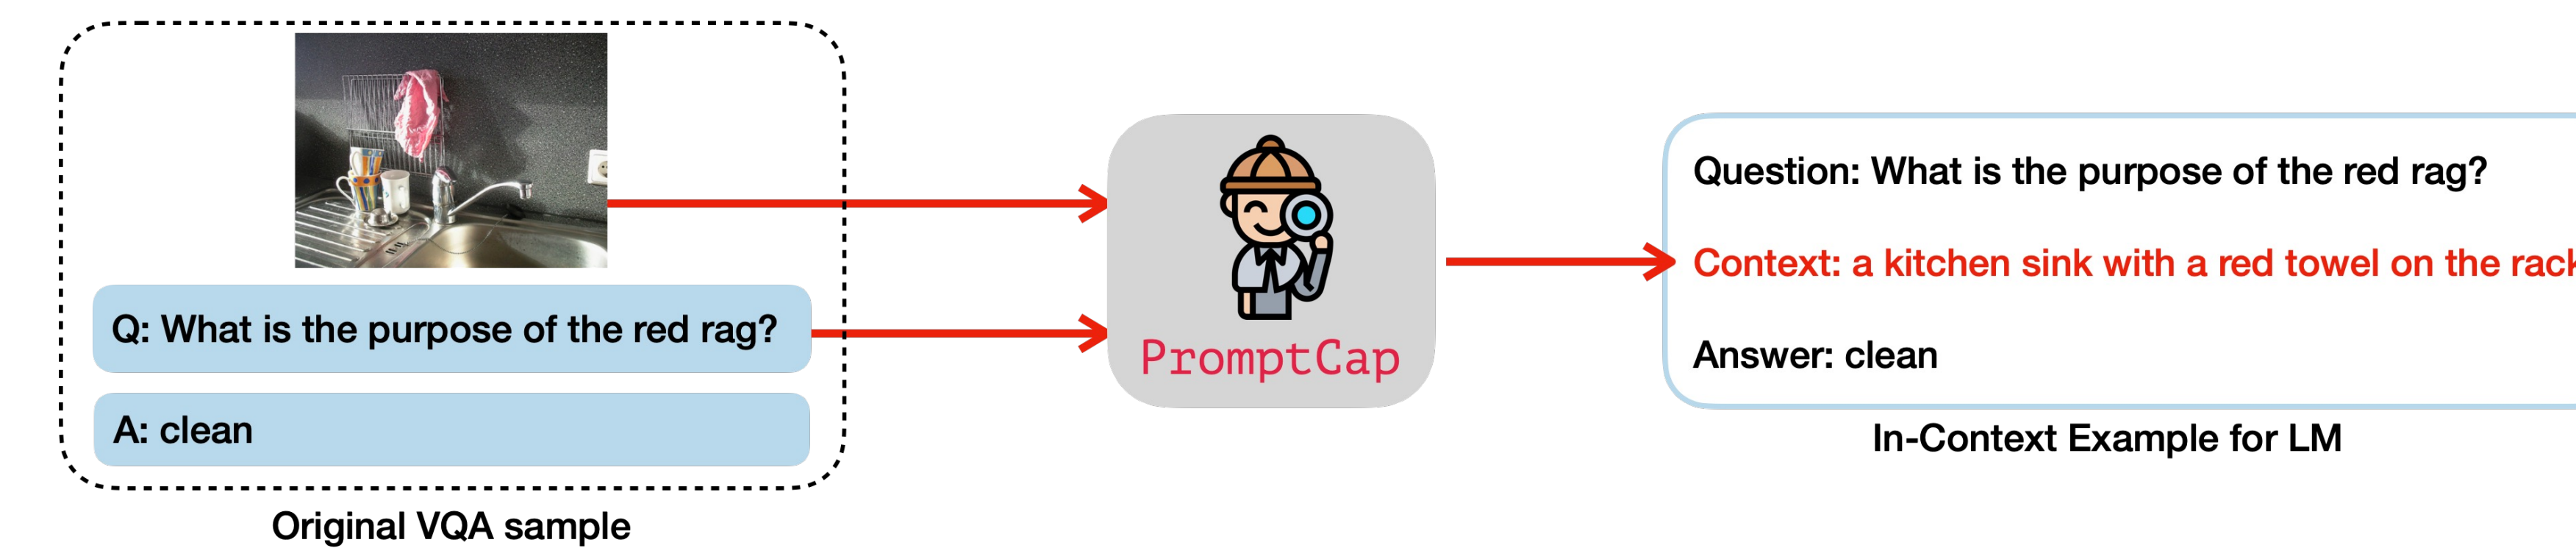 Q: What is the purpose of the red rag?
A: clean
Original VQA sample
PromptCap
Question: What is the purpose of the red rag?
Context: a kitchen sink with a red towel on the rack
Answer: clean
In-Context Example for LM